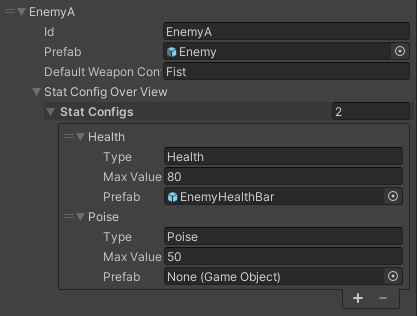 EnemyA
Id EnemyA
Prefab Enemy
Default Weapon Con Fist
Stat Config Over View
Stat Configs 2
Health
Type Health
Max Value 80
Prefab EnemyHealthBar
Poise
Type Poise
Max Value 50
Prefab None (Game Object)
+ −